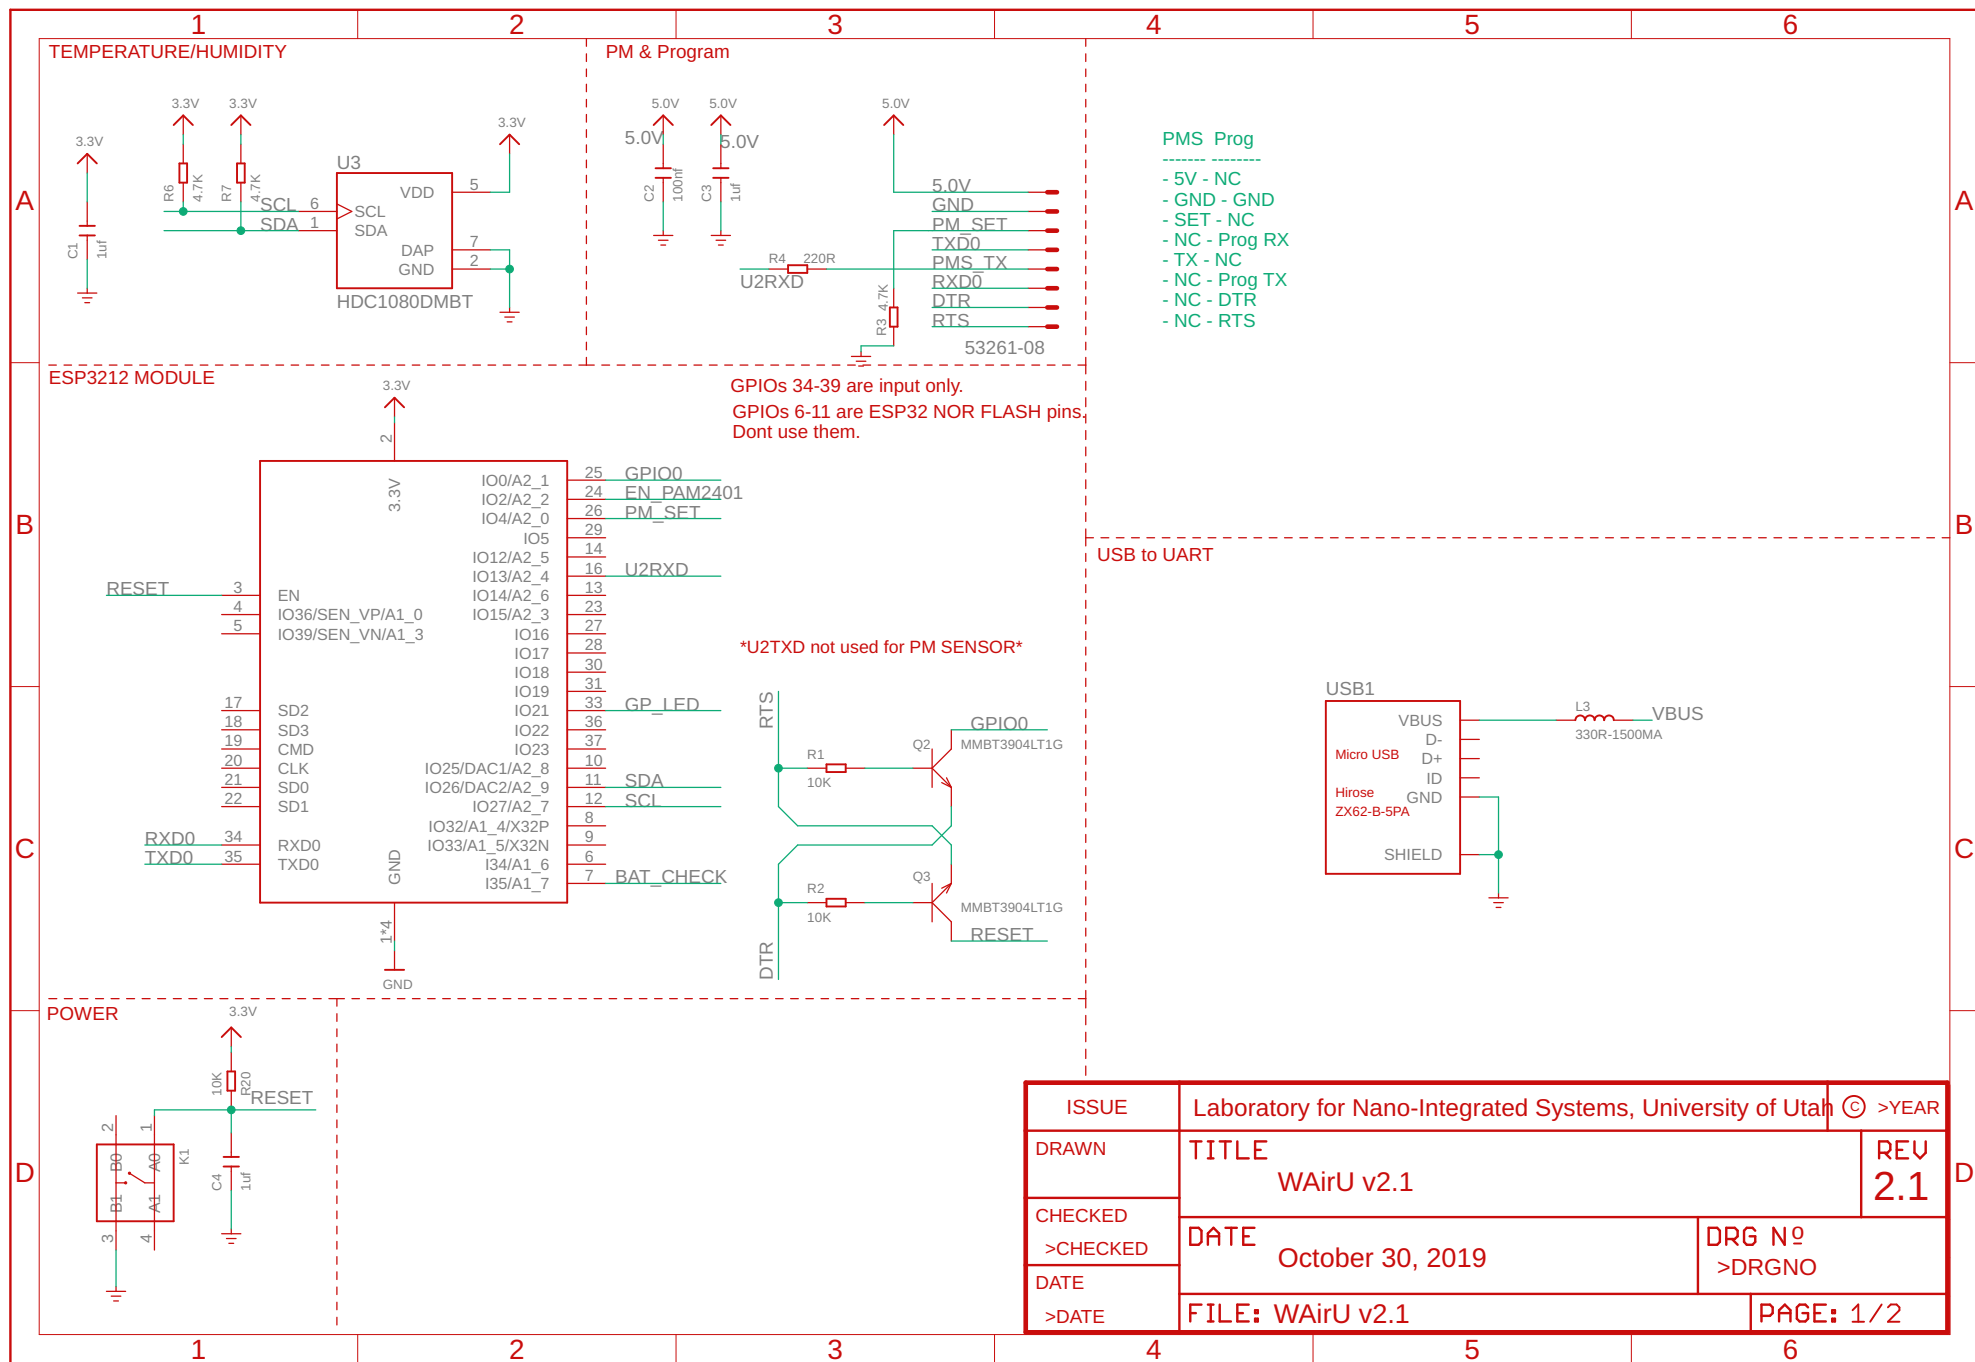 1 2 3 4 5 6
A
B
C
D
A
B
C
D
TEMPERATURE/HUMIDITY
3.3V
3.3V
3.3V
3.3V
C1
1uf
R6
4.7K
R7
4.7K
SCL
SDA
6
1
U3
VDD
SCL
SDA
DAP
GND
5
7
2
HDC1080DMBT
PM & Program
5.0V
5.0V
5.0V
5.0V
5.0V
C2
100nf
C3
1uf
5.0V
GND
PM_SET
TXD0
PMS_TX
RXD0
DTR
RTS
53261-08
R4 220R
U2RXD
R3 4.7K
PMS Prog
------- --------
- 5V - NC
- GND - GND
- SET - NC
- NC - Prog RX
- TX - NC
- NC - Prog TX
- NC - DTR
- NC - RTS
ESP3212 MODULE
3.3V
2
3.3V
GPIOs 34-39 are input only.
GPIOs 6-11 are ESP32 NOR FLASH pins.
Dont use them.
RESET 3 EN
4 IO36/SEN_VP/A1_0
5 IO39/SEN_VN/A1_3
17 SD2
18 SD3
19 CMD
20 CLK
21 SD0
22 SD1
RXD0 34 RXD0
TXD0 35 TXD0
IO0/A2_1 25 GPIO0
IO2/A2_2 24 EN_PAM2401
IO4/A2_0 26 PM_SET
IO5 29
IO12/A2_5 14
IO13/A2_4 16 U2RXD
IO14/A2_6 13
IO15/A2_3 23
IO16 27
IO17 28
IO18 30
IO19 31
IO21 33 GP_LED
IO22 36
IO23 37
IO25/DAC1/A2_8 10
IO26/DAC2/A2_9 11 SDA
IO27/A2_7 12 SCL
IO32/A1_4/X32P 8
IO33/A1_5/X32N 9
I34/A1_6 6
I35/A1_7 7 BAT_CHECK
GND
1*4
GND
*U2TXD not used for PM SENSOR*
RTS
R1
10K
Q2
GPIO0
MMBT3904LT1G
R2
10K
Q3
MMBT3904LT1G
RESET
DTR
USB to UART
USB1
VBUS
D-
D+
ID
GND
SHIELD
Micro USB
Hirose
ZX62-B-5PA
L3
330R-1500MA
VBUS
POWER
3.3V
10K
R20
RESET
2
1
B0
A0
B1
A1
K1
3
4
C4
1uf
ISSUE
Laboratory for Nano-Integrated Systems, University of Utah © >YEAR
DRAWN
TITLE
WAirU v2.1
REV
2.1
CHECKED
>CHECKED
DATE
October 30, 2019
DRG Nº
>DRGNO
DATE
>DATE
FILE: WAirU v2.1
PAGE: 1/2
1 2 3 4 5 6